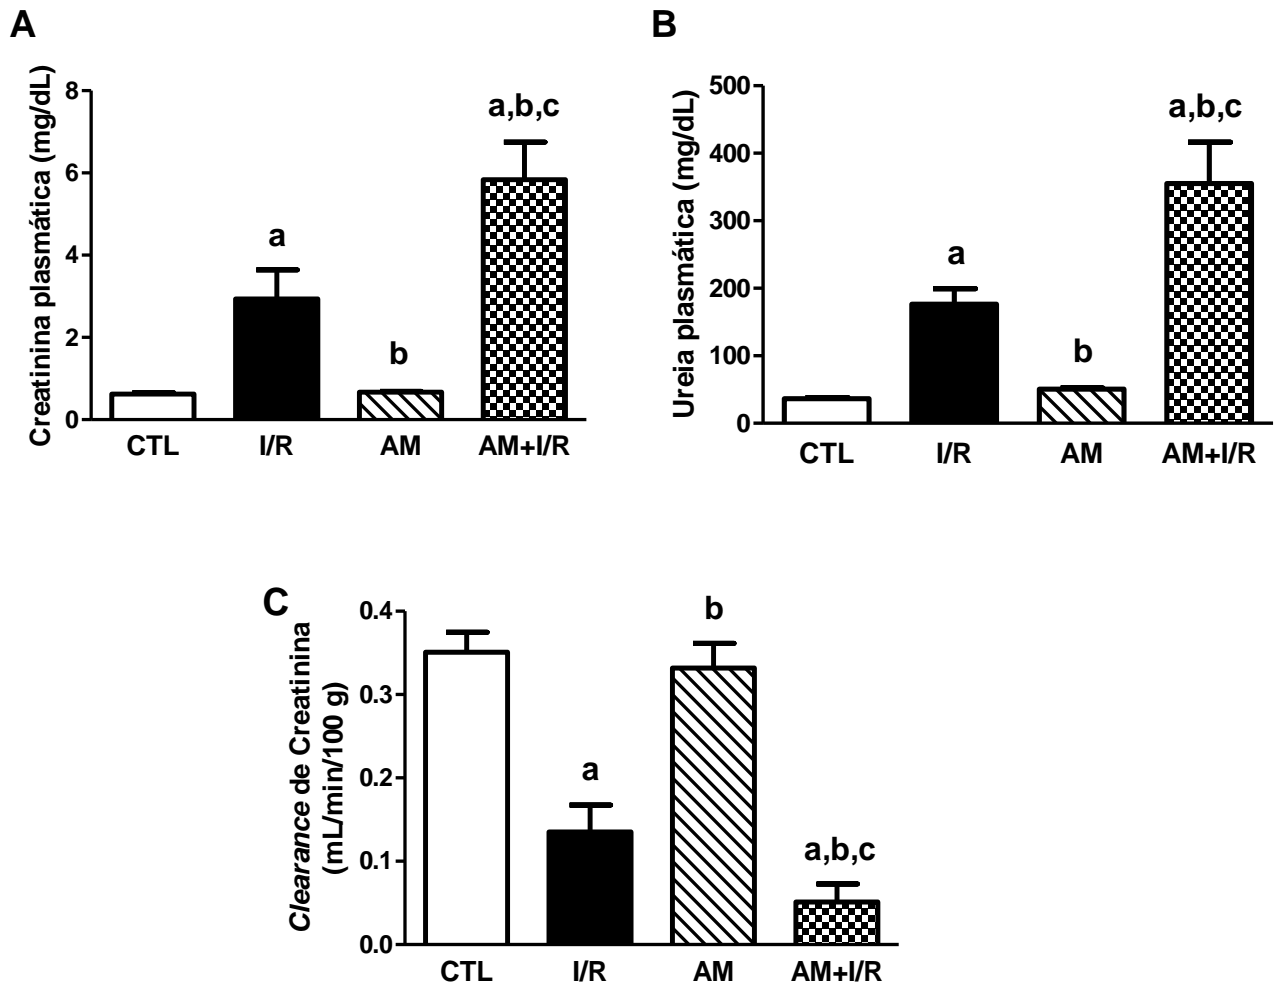 A
Creatinina plasmática (mg/dL)
8
6
4
2
0
a
b
a,b,c
CTL I/R AM AM+I/R
B
Ureia plasmática (mg/dL)
500
400
300
200
100
0
a
b
a,b,c
CTL I/R AM AM+I/R
C
Clearance de Creatinina
(mL/min/100 g)
0.4
0.3
0.2
0.1
0.0
a
b
a,b,c
CTL I/R AM AM+I/R